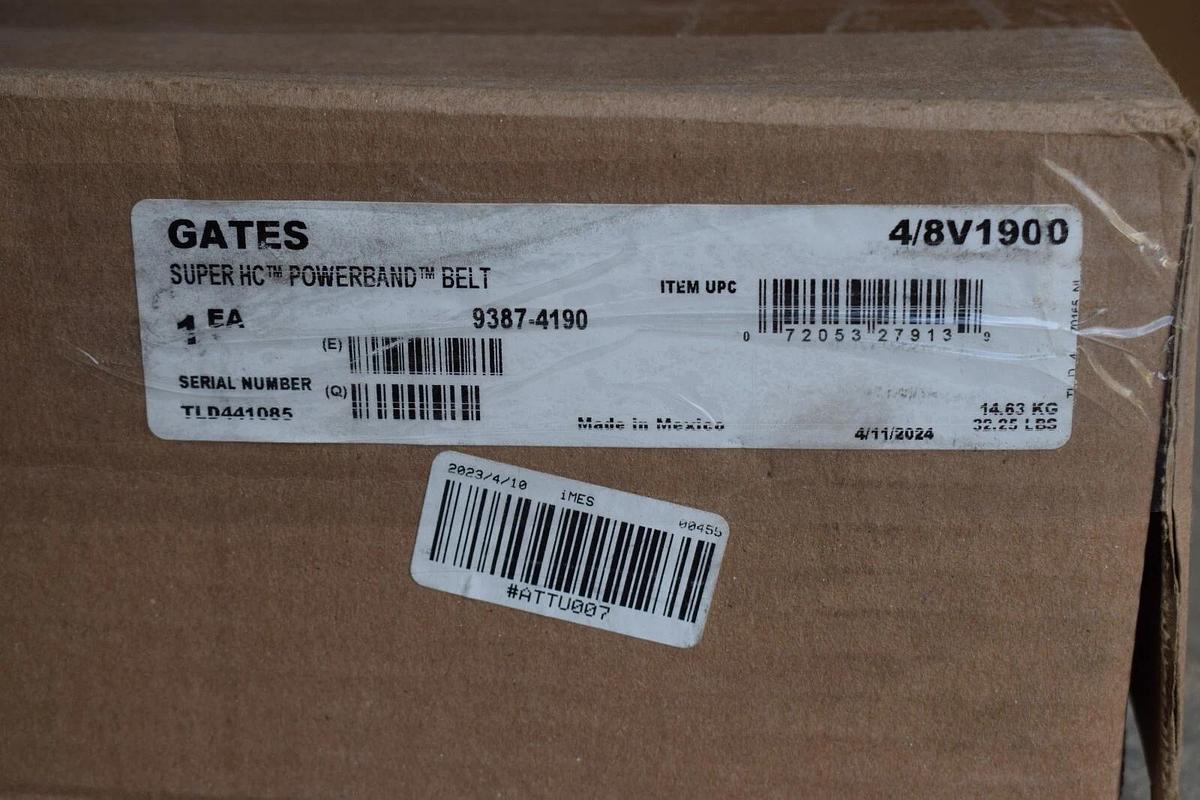 GATES
4/8V1900
SUPER HC™ POWERBAND™ BELT
ITEM UPC
0 72053 27913 9
1 EA
9387-4190
(E)
SERIAL NUMBER
(Q)
TLD441085
Made in Mexico
4/11/2024
14.63 KG
32.25 LBS
2023/4/10
iMES
00455
#ATTU007